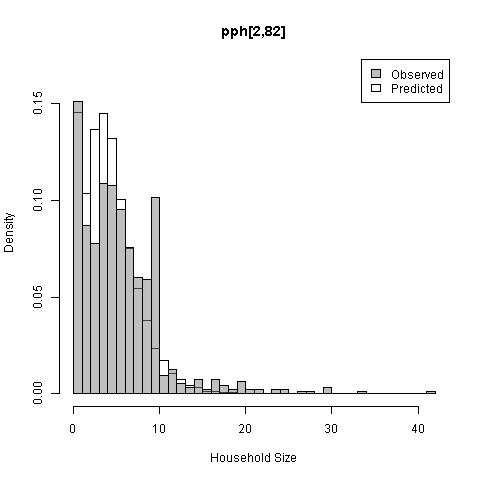 pph[2,82]
Observed
Predicted
Density
0.15
0.10
0.05
0.00
0 10 20 30 40
Household Size